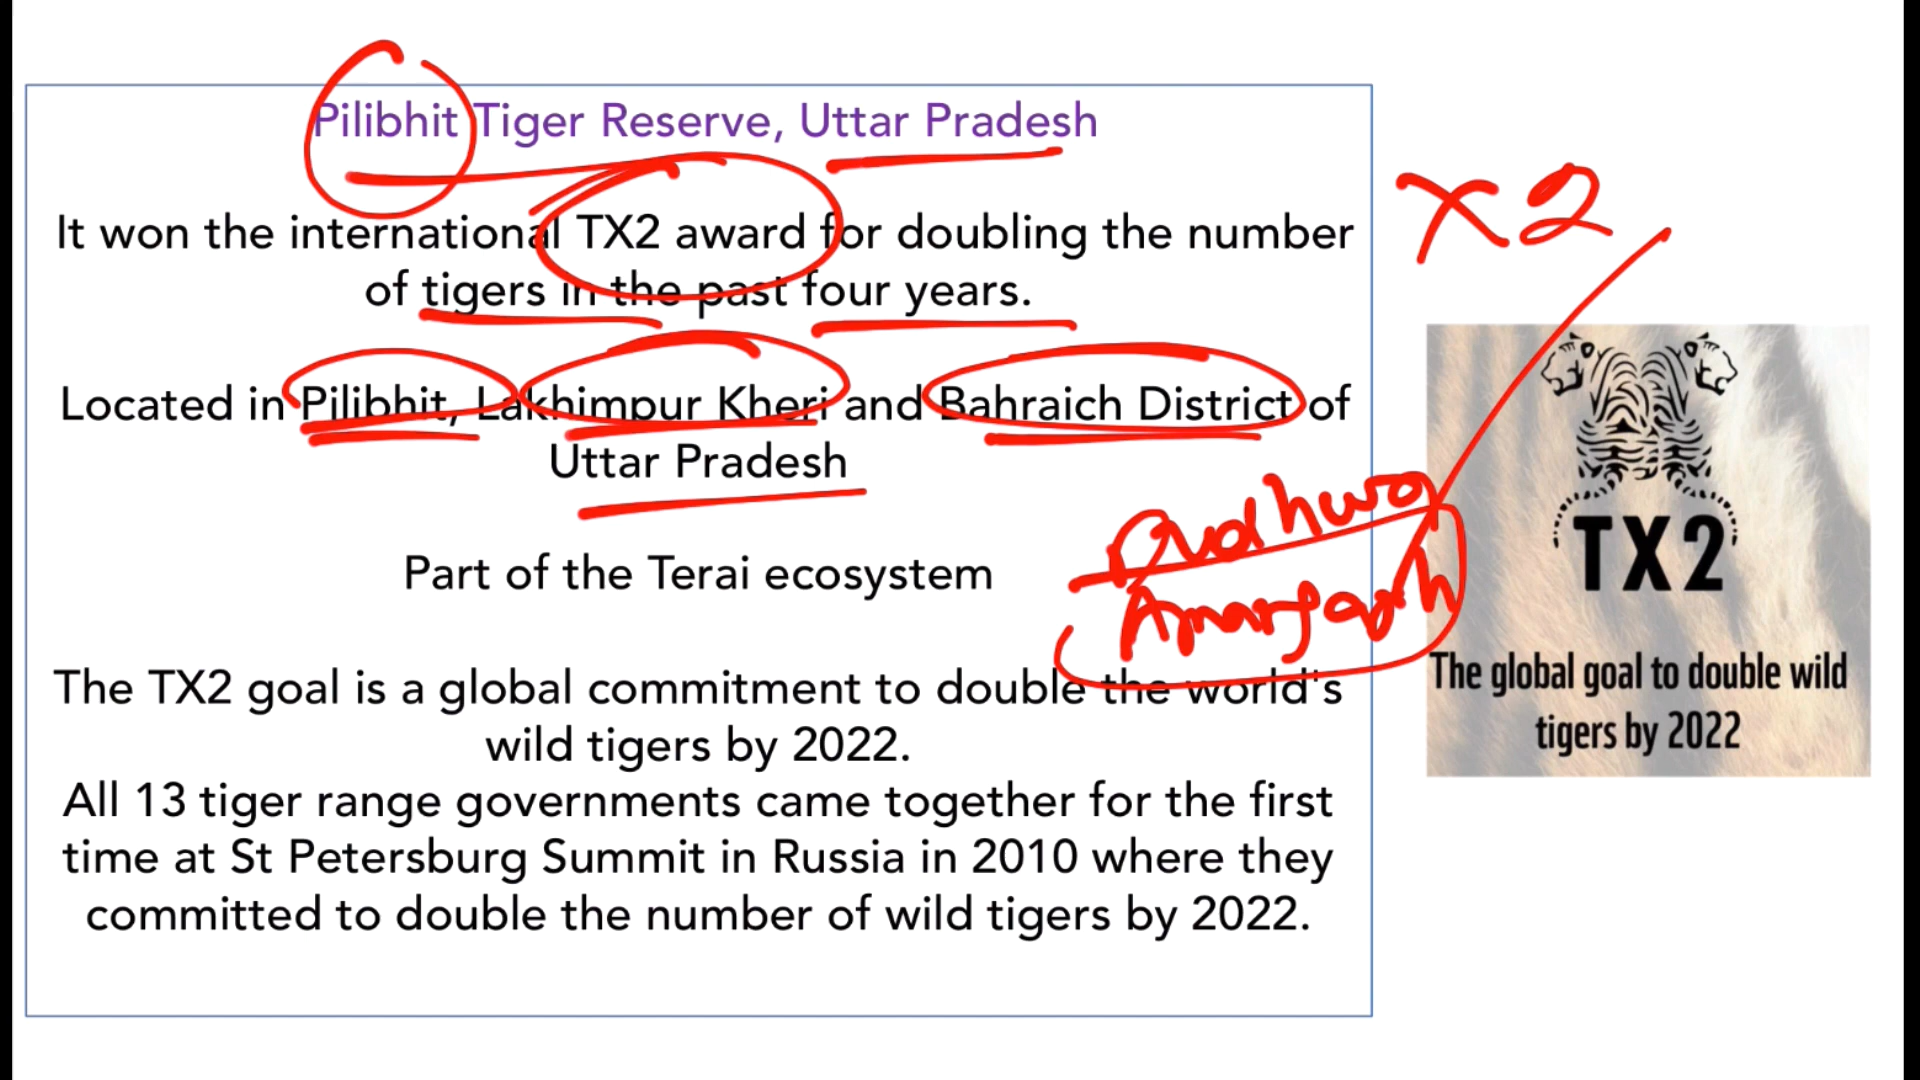 Pilibhit Tiger Reserve, Uttar Pradesh
It won the international TX2 award for doubling the number
of tigers in the past four years.
Located in Pilibhit, Lakhimpur Kheri and Bahraich District of
Uttar Pradesh
Part of the Terai ecosystem
The TX2 goal is a global commitment to double the world's
wild tigers by 2022.
All 13 tiger range governments came together for the first
time at St Petersburg Summit in Russia in 2010 where they
committed to double the number of wild tigers by 2022.
X2
Dudhwa
Amangarh
TX2
The global goal to double wild
tigers by 2022